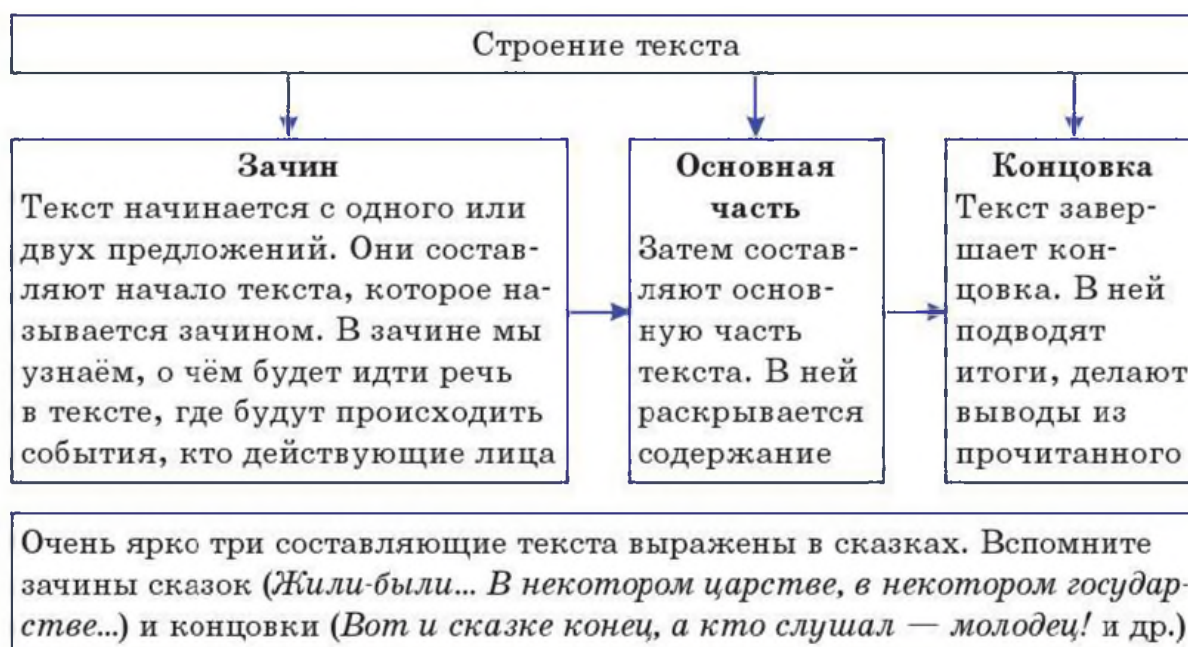 Строение текста
Зачин
Текст начинается с одного или
двух предложений. Они состав-
ляют начало текста, которое на-
зывается зачином. В зачине мы
узнаём, о чём будет идти речь
в тексте, где будут происходить
события, кто действующие лица
Основная
часть
Затем состав-
ляют основ-
ную часть
текста. В ней
раскрывается
содержание
Концовка
Текст завер-
шает кон-
цовка. В ней
подводят
итоги, делают
выводы из
прочитанного
Очень ярко три составляющие текста выражены в сказках. Вспомните
зачины сказок (Жили-были... В некотором царстве, в некотором государ-
стве...) и концовки (Вот и сказке конец, а кто слушал — молодец! и др.)